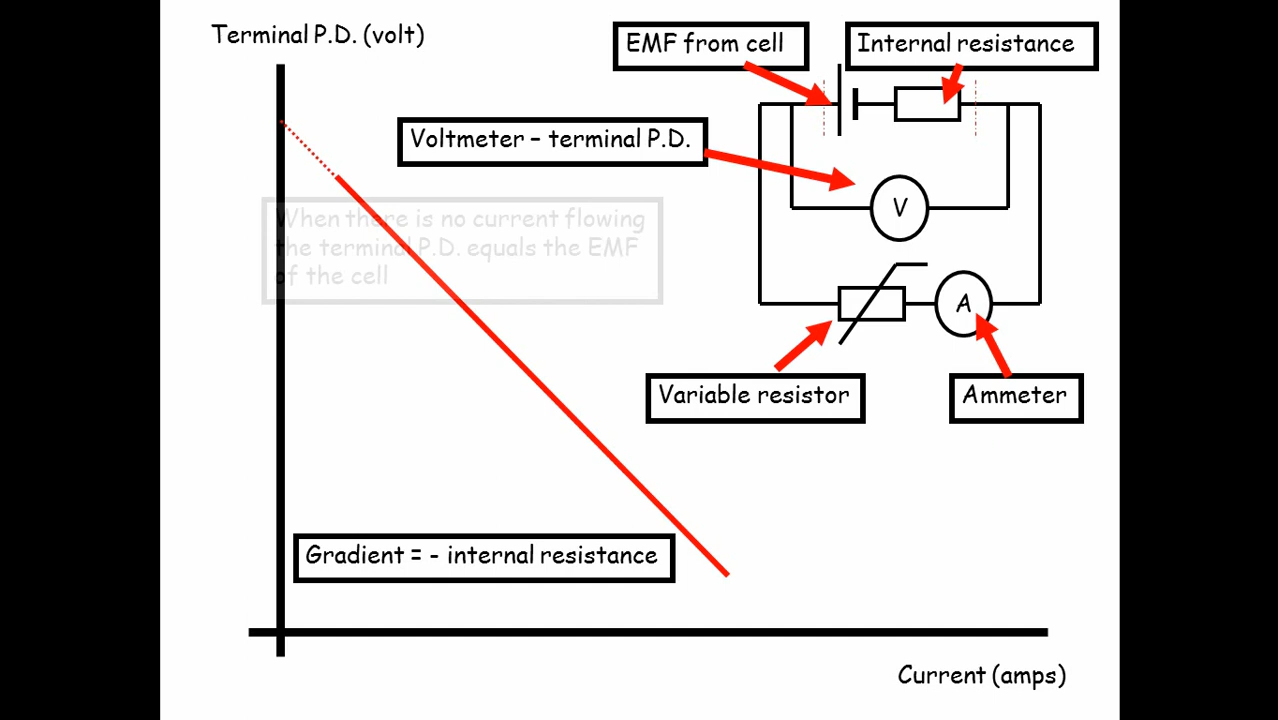 Terminal P.D. (volt)
EMF from cell
Internal resistance
Voltmeter – terminal P.D.
When there is no current flowing
the terminal P.D. equals the EMF
of the cell
V
A
Variable resistor
Ammeter
Gradient = - internal resistance
Current (amps)